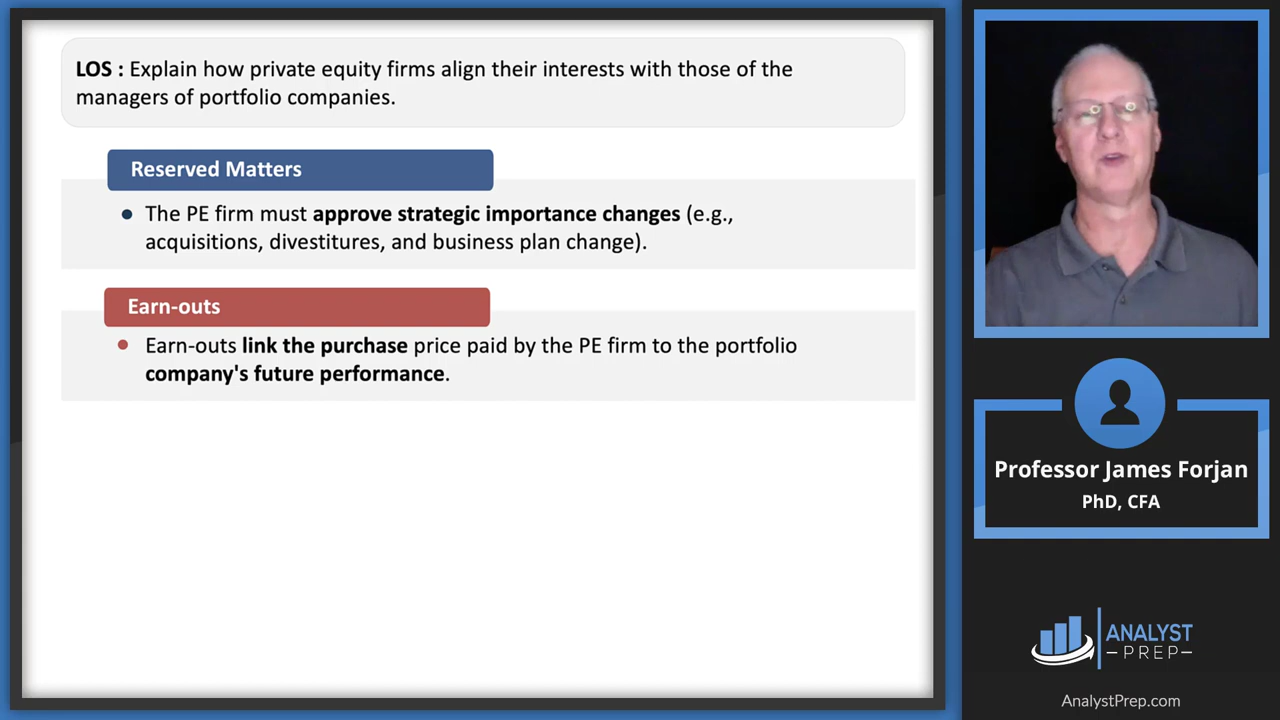 LOS : Explain how private equity firms align their interests with those of the
managers of portfolio companies.
Reserved Matters
• The PE firm must approve strategic importance changes (e.g.,
acquisitions, divestitures, and business plan change).
Earn-outs
• Earn-outs link the purchase price paid by the PE firm to the portfolio
company's future performance.
Professor James Forjan
PhD, CFA
ANALYST
–PREP–
AnalystPrep.com